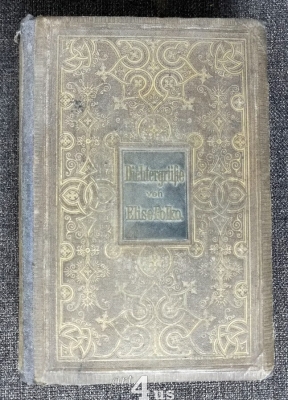 Dichtergrüße
von
Elise Polko.
4us